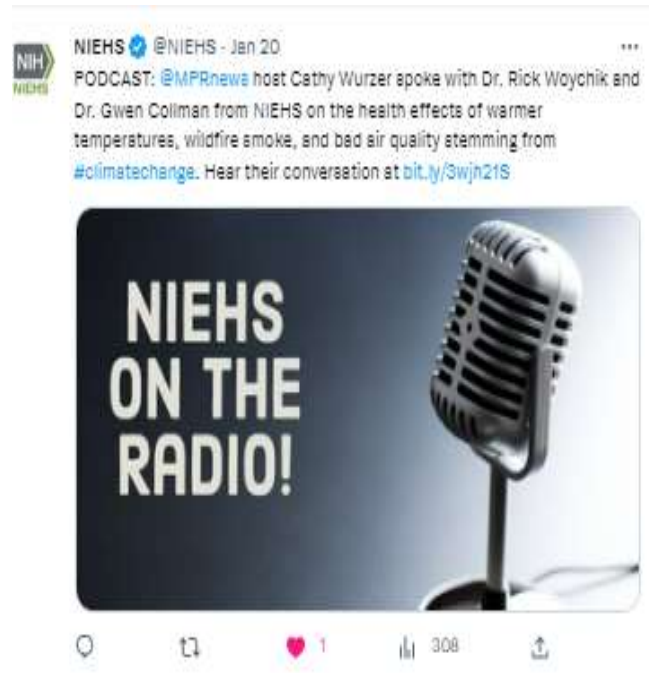 NIH
NIEHS
NIEHS @NIEHS - Jan 20
PODCAST: @MPRnews host Cathy Wurzer spoke with Dr. Rick Woychik and
Dr. Gwen Collman from NIEHS on the health effects of warmer
temperatures, wildfire smoke, and bad air quality stemming from
#climatechange. Hear their conversation at bit.ly/3wjh21S
NIEHS
ON THE
RADIO!
1 308